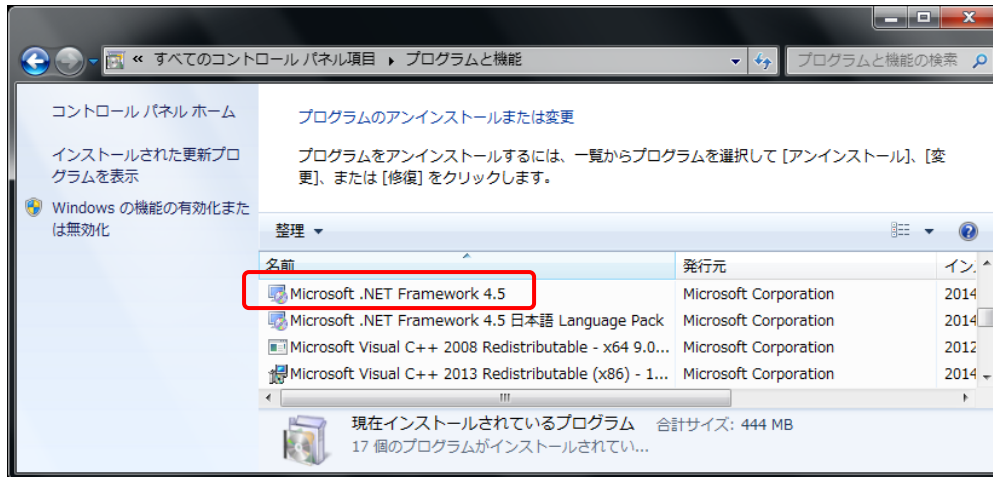 « すべてのコントロール パネル項目 ▸ プログラムと機能
プログラムと機能の検索
コントロール パネル ホーム
インストールされた更新プロ
グラムを表示
Windows の機能の有効化また
は無効化
プログラムのアンインストールまたは変更
プログラムをアンインストールするには、一覧からプログラムを選択して [アンインストール]、[変
更]、または [修復] をクリックします。
整理
名前 発行元 イン
Microsoft .NET Framework 4.5 Microsoft Corporation 2014
Microsoft .NET Framework 4.5 日本語 Language Pack Microsoft Corporation 2014
Microsoft Visual C++ 2008 Redistributable - x64 9.0... Microsoft Corporation 2012
Microsoft Visual C++ 2013 Redistributable (x86) - 1... Microsoft Corporation 2014
現在インストールされているプログラム 合計サイズ: 444 MB
17 個のプログラムがインストールされてい...